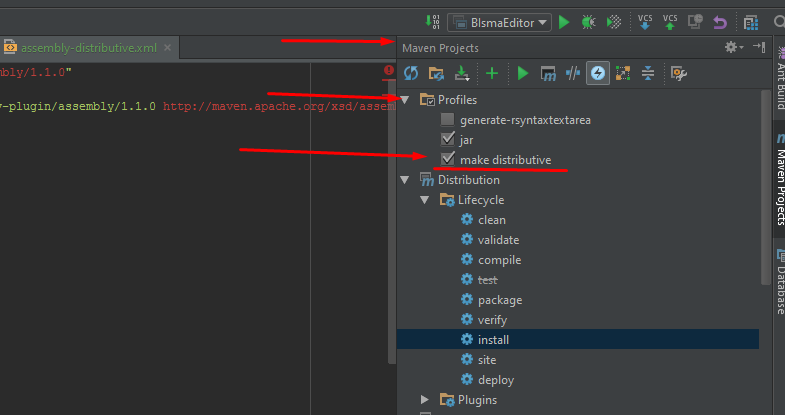 BIsmaEditor
VCS
VCS
assembly-distributive.xml
Maven Projects
mbly/1.1.0"
y-plugin/assembly/1.1.0 http://maven.apache.org/xsd/assem
Profiles
generate-rsyntaxtextarea
jar
make distributive
Distribution
Lifecycle
clean
validate
compile
test
package
verify
install
site
deploy
Plugins
Ant Build
Maven Projects
Database